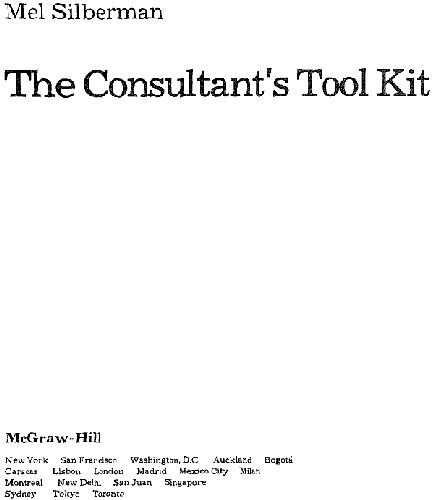 Mel Silberman
The Consultant's Tool Kit
McGraw-Hill
New York San Francisco Washington, D.C. Auckland Bogotá
Caracas Lisbon London Madrid Mexico City Milan
Montreal New Delhi San Juan Singapore
Sydney Tokyo Toronto